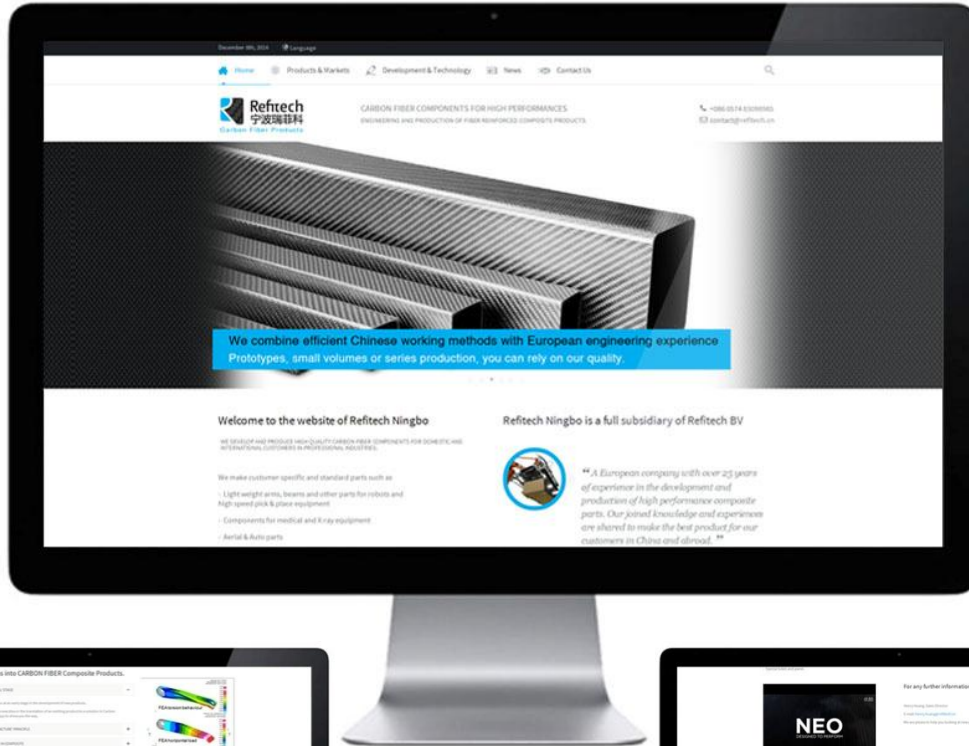 December 6th, 2014 Language
Home Products & Markets Development & Technology News Contact Us
Refitech
宁波瑞菲科
Carbon Fiber Products
CARBON FIBER COMPONENTS FOR HIGH PERFORMANCES
ENGINEERING AND PRODUCTION OF FIBER REINFORCED COMPOSITE PRODUCTS
contact@refitech.cn
We combine efficient Chinese working methods with European engineering experience
Prototypes, small volumes or series production, you can rely on our quality.
Welcome to the website of Refitech Ningbo
WE DEVELOP AND PRODUCE HIGH QUALITY CARBON FIBER COMPONENTS FOR DOMESTIC AND
INTERNATIONAL CUSTOMERS IN PROFESSIONAL INDUSTRIES.
We make customer specific and standard parts such as
- Light weight arms, beams and other parts for robots and
high speed pick & place equipment
- Components for medical and X ray equipment
- Aerial & Auto parts
Refitech Ningbo is a full subsidiary of Refitech BV
“ A European company with over 25 years
of experience in the development and
production of high performance composite
parts. Our joined knowledge and experiences
are shared to make the best product for our
customers in China and abroad. ”
s into CARBON FIBER Composite Products.
For any further information
NEO
DESIGNED TO PERFORM